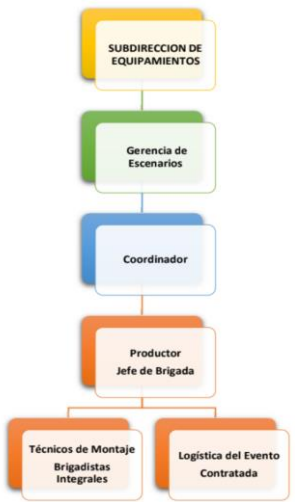 SUBDIRECCION DE
EQUIPAMIENTOS
Gerencia de
Escenarios
Coordinador
Productor
Jefe de Brigada
Técnicos de Montaje
Brigadistas
Integrales
Logística del Evento
Contratada